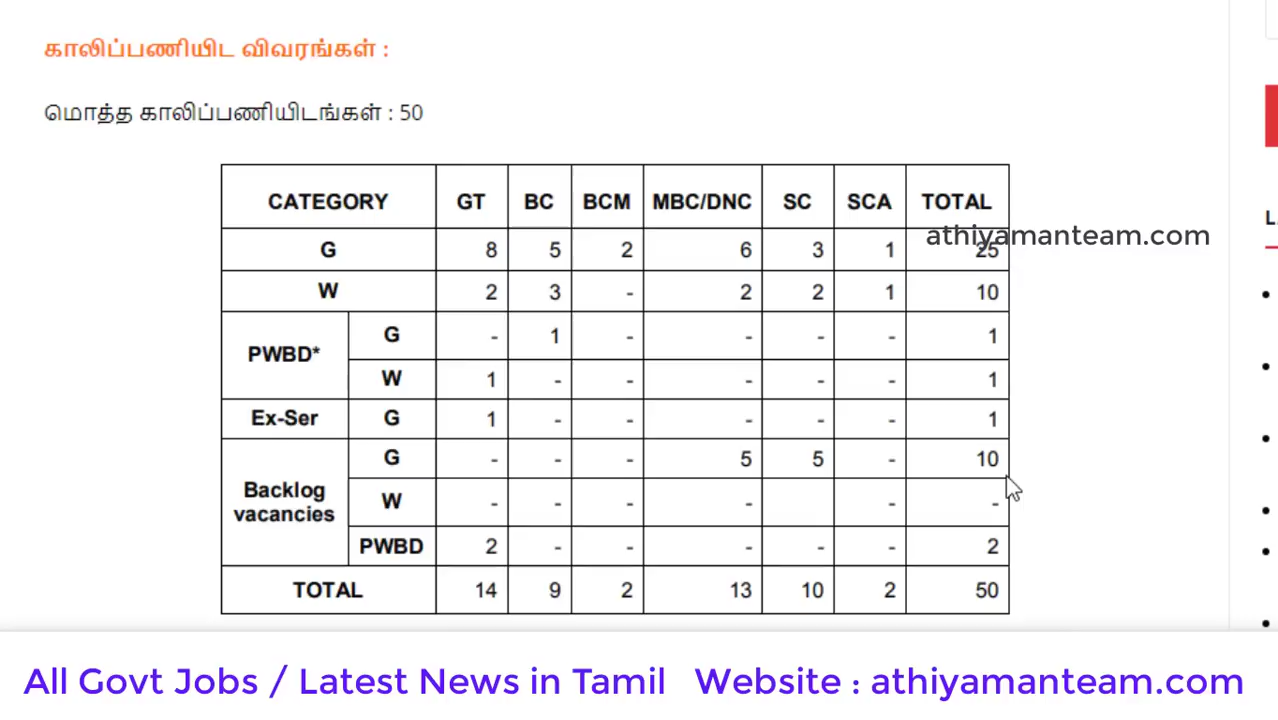 காலிப்பணியிட விவரங்கள் :
மொத்த காலிப்பணியிடங்கள் : 50
CATEGORY GT BC BCM MBC/DNC SC SCA TOTAL
athiyamanteam.com
G 8 5 2 6 3 1 25
W 2 3 - 2 2 1 10
PWBD* G - 1 - - - - 1
W 1 - - - - - 1
Ex-Ser G 1 - - - - - 1
Backlog vacancies G - - - 5 5 - 10
W - - - - - -
PWBD 2 - - - - - 2
TOTAL 14 9 2 13 10 2 50
All Govt Jobs / Latest News in Tamil Website : athiyamanteam.com